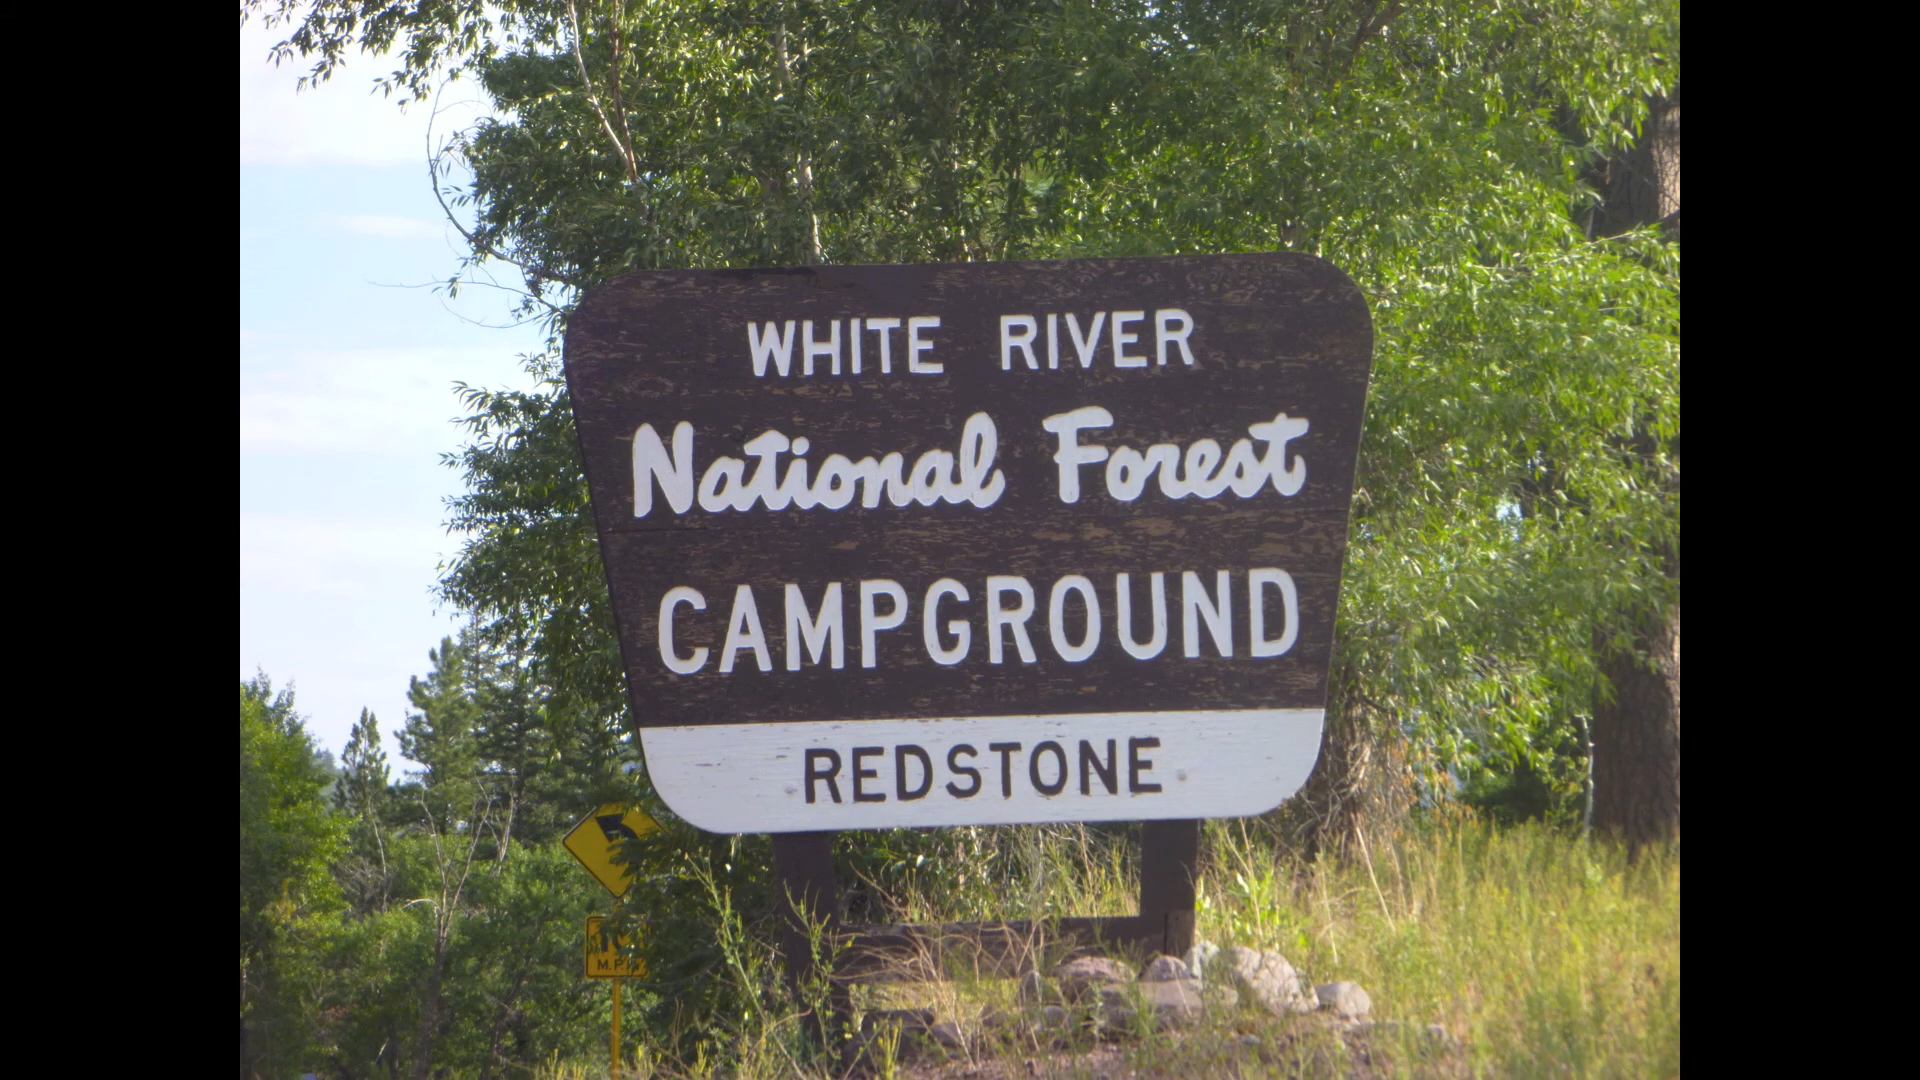 WHITE RIVER
National Forest
CAMPGROUND
REDSTONE
M.P.H.